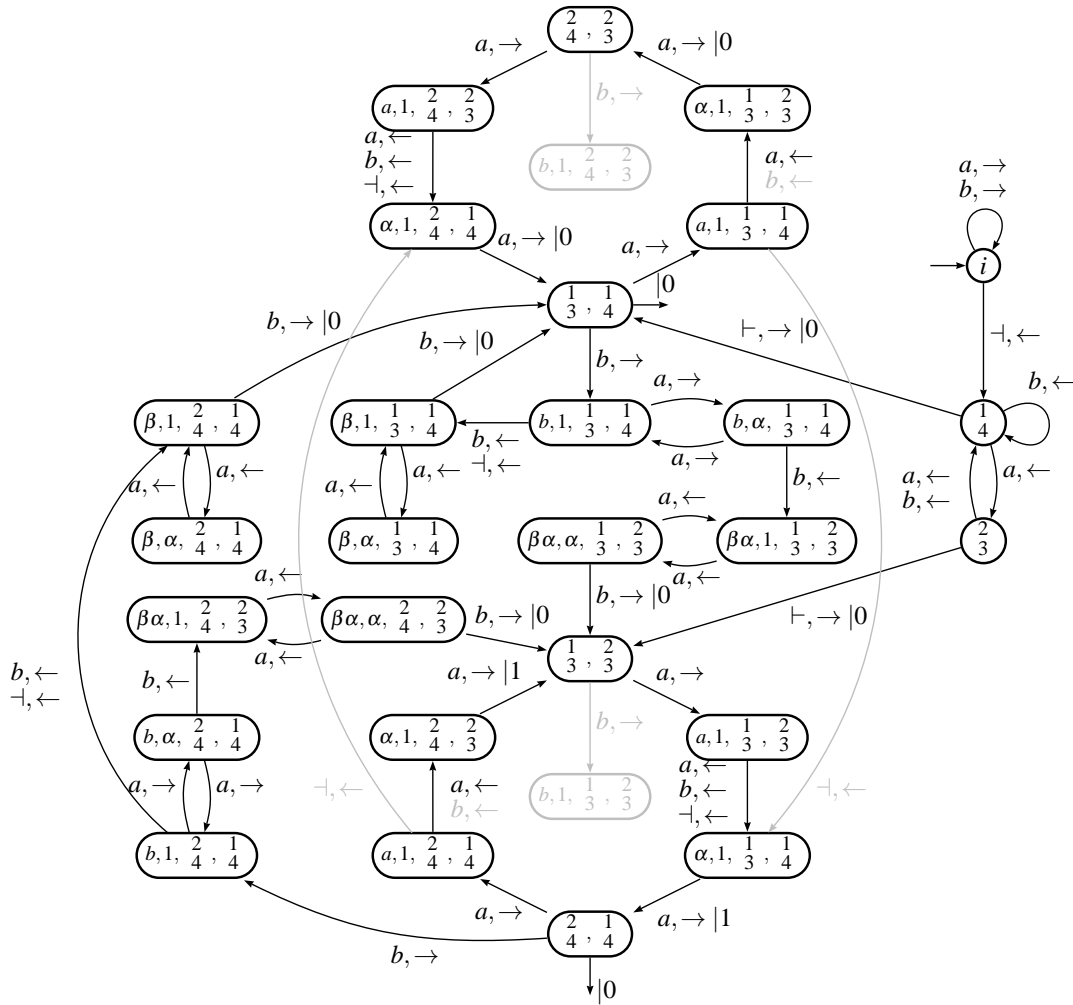 2/4 , 2/3
a, → a, → |0
b, →
a, 1, 2/4 , 2/3 α, 1, 1/3 , 2/3
a, ←
b, ←
⊣, ←
b, 1, 2/4 , 2/3
a, ←
b, ←
a, →
b, →
α, 1, 2/4 , 1/4 a, 1, 1/3 , 1/4
a, → |0 a, →
i
|0
1/3 , 1/4
b, → |0 b, → |0 ⊢, → |0 ⊣, ←
b, →
a, → b, ←
β, 1, 2/4 , 1/4 β, 1, 1/3 , 1/4 b, 1, 1/3 , 1/4 b, α, 1/3 , 1/4 1/4
b, ←
⊣, ←
a, →
a, ← a, ← a, ← a, ← b, ← a, ←
b, ←
a, ←
a, ←
β, α, 2/4 , 1/4 β, α, 1/3 , 1/4 βα, α, 1/3 , 2/3 βα, 1, 1/3 , 2/3 2/3
a, ←
a, ←
b, → |0
βα, 1, 2/4 , 2/3 βα, α, 2/4 , 2/3 b, → |0 ⊢, → |0
a, ←
1/3 , 2/3
b, ←
⊣, ←
b, ← a, → |1 a, →
b, →
b, α, 2/4 , 1/4 α, 1, 2/4 , 2/3 a, 1, 1/3 , 2/3
a, → a, → ⊣, ← a, ←
b, ←
b, 1, 1/3 , 2/3
a, ←
b, ←
⊣, ←
⊣, ←
b, 1, 2/4 , 1/4 a, 1, 2/4 , 1/4 α, 1, 1/3 , 1/4
a, → a, → |1
2/4 , 1/4
b, →
|0